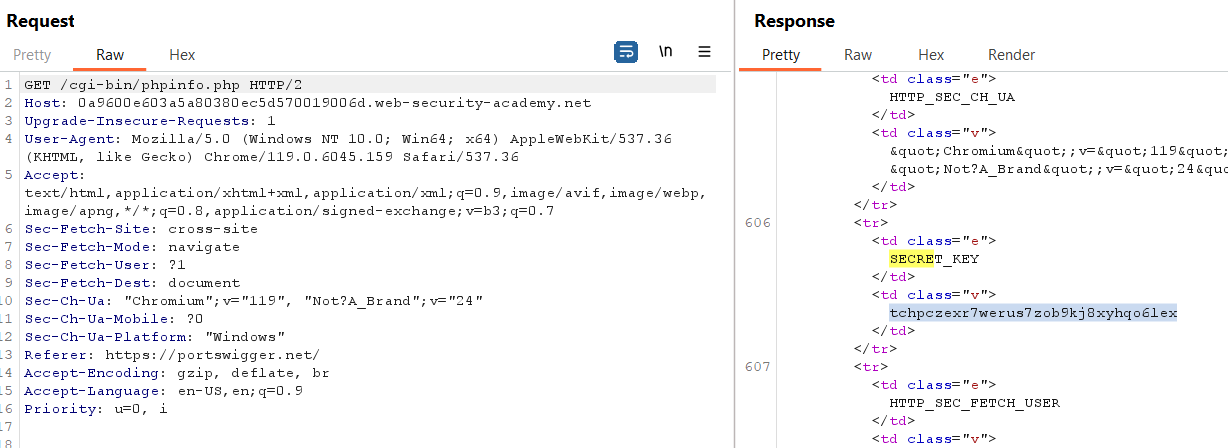 Request
Pretty Raw Hex
\n
1 GET /cgi-bin/phpinfo.php HTTP/2
2 Host: 0a9600e603a5a80380ec5d570019006d.web-security-academy.net
3 Upgrade-Insecure-Requests: 1
4 User-Agent: Mozilla/5.0 (Windows NT 10.0; Win64; x64) AppleWebKit/537.36
(KHTML, like Gecko) Chrome/119.0.6045.159 Safari/537.36
5 Accept:
text/html,application/xhtml+xml,application/xml;q=0.9,image/avif,image/webp,
image/apng,*/*;q=0.8,application/signed-exchange;v=b3;q=0.7
6 Sec-Fetch-Site: cross-site
7 Sec-Fetch-Mode: navigate
8 Sec-Fetch-User: ?1
9 Sec-Fetch-Dest: document
10 Sec-Ch-Ua: "Chromium";v="119", "Not?A_Brand";v="24"
11 Sec-Ch-Ua-Mobile: ?0
12 Sec-Ch-Ua-Platform: "Windows"
13 Referer: https://portswigger.net/
14 Accept-Encoding: gzip, deflate, br
15 Accept-Language: en-US,en;q=0.9
16 Priority: u=0, i
17
18
Response
Pretty Raw Hex Render
<td class="e">
HTTP_SEC_CH_UA
</td>
<td class="v">
&quot;Chromium&quot;;v=&quot;119&quot;
&quot;Not?A_Brand&quot;;v=&quot;24&quo
</td>
</tr>
606 <tr>
<td class="e">
SECRET_KEY
</td>
<td class="v">
tchpczexr7werus7zob9kj8xyhqo6lex
</td>
</tr>
607 <tr>
<td class="e">
HTTP_SEC_FETCH_USER
</td>
<td class="v">